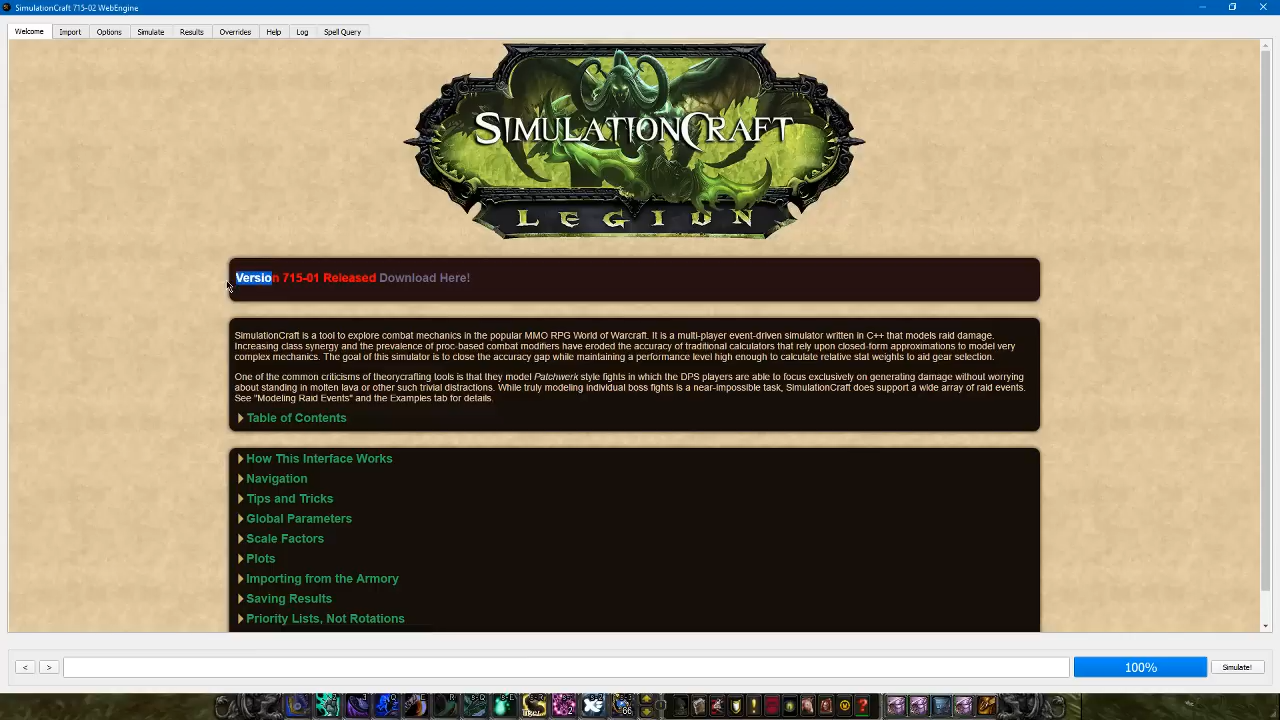 SimulationCraft 715-02 WebEngine
Welcome Import Options Simulate Results Overrides Help Log Spell Query
SIMULATIONCRAFT
LEGION
Version 715-01 Released Download Here!
SimulationCraft is a tool to explore combat mechanics in the popular MMO RPG World of Warcraft. It is a multi-player event-driven simulator written in C++ that models raid damage.
Increasing class synergy and the prevalence of proc-based combat modifiers have eroded the accuracy of traditional calculators that rely upon closed-form approximations to model very
complex mechanics. The goal of this simulator is to close the accuracy gap while maintaining a performance level high enough to calculate relative stat weights to aid gear selection.
One of the common criticisms of theorycrafting tools is that they model Patchwerk style fights in which the DPS players are able to focus exclusively on generating damage without worrying
about standing in molten lava or other such trivial distractions. While truly modeling individual boss fights is a near-impossible task, SimulationCraft does support a wide array of raid events.
See "Modeling Raid Events" and the Examples tab for details.
Table of Contents
How This Interface Works
Navigation
Tips and Tricks
Global Parameters
Scale Factors
Plots
Importing from the Armory
Saving Results
Priority Lists, Not Rotations
< > 100% Simulate!